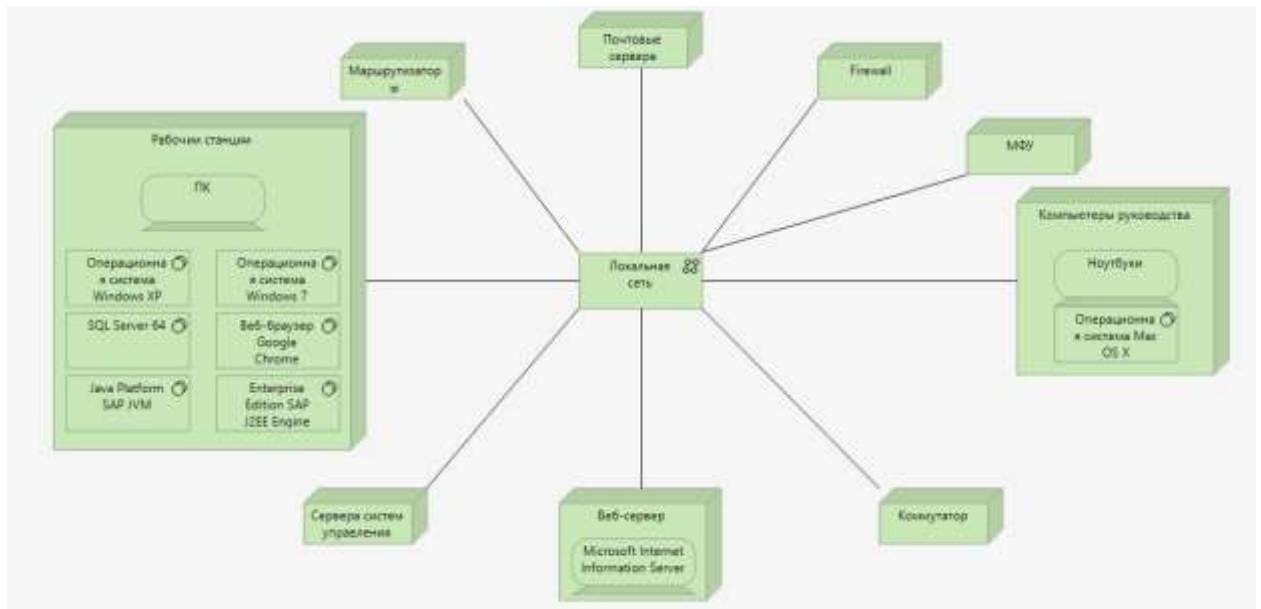 Почтовые
сервера
Маршрутизатор
ы
Firewall
МФУ
Рабочии станции
ПК
Операционна
я система
Windows XP
Операционна
я система
Windows 7
SQL Server 64
Веб-браузер
Google
Chrome
Java Platform
SAP JVM
Enterprise
Edition SAP
J2EE Engine
Локальная
сеть
Компьютеры руководства
Ноутбуки
Операционна
я система Mac
OS X
Сервера систем
управления
Веб-сервер
Microsoft Internet
Information Server
Коммутатор